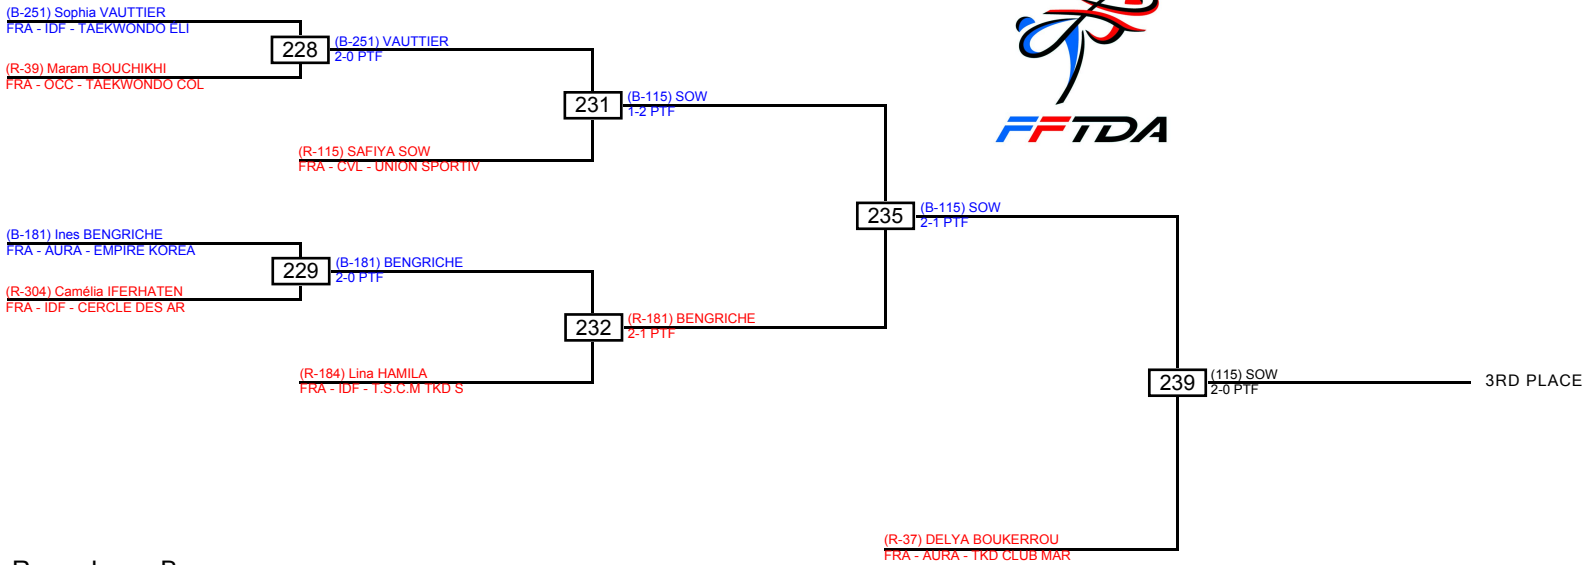 (B-251) Sophia VAUTTIER
FRA - IDF - TAEKWONDO ELI
228
(B-251) VAUTTIER
2-0 PTF
(R-39) Maram BOUCHIKHI
FRA - OCC - TAEKWONDO COL
231
(B-115) SOW
1-2 PTF
(R-115) SAFIYA SOW
FRA - CVL - UNION SPORTIV
FFTDA
235
(B-115) SOW
2-1 PTF
(B-181) Ines BENGRICHE
FRA - AURA - EMPIRE KOREA
229
(B-181) BENGRICHE
2-0 PTF
(R-304) Camélia IFERHATEN
FRA - IDF - CERCLE DES AR
232
(R-181) BENGRICHE
2-1 PTF
(R-184) Lina HAMILA
FRA - IDF - T.S.C.M TKD S
239
(115) SOW
2-0 PTF
3RD PLACE
(R-37) DELYA BOUKERROU
FRA - AURA - TKD CLUB MAR